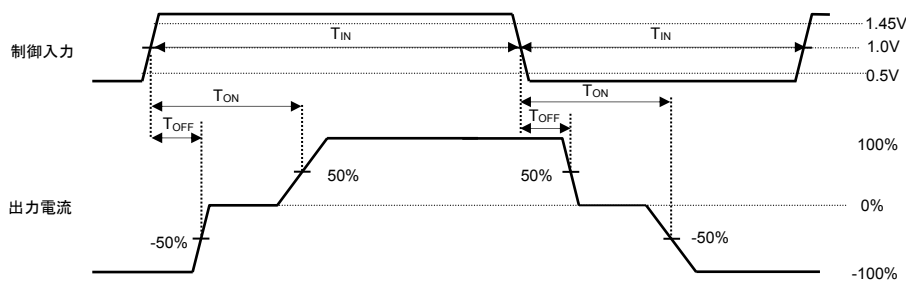 1.45V
T_IN T_IN
制御入力 1.0V
0.5V
T_ON T_ON
T_OFF T_OFF
100%
50% 50%
出力電流 0%
-50% -50%
-100%